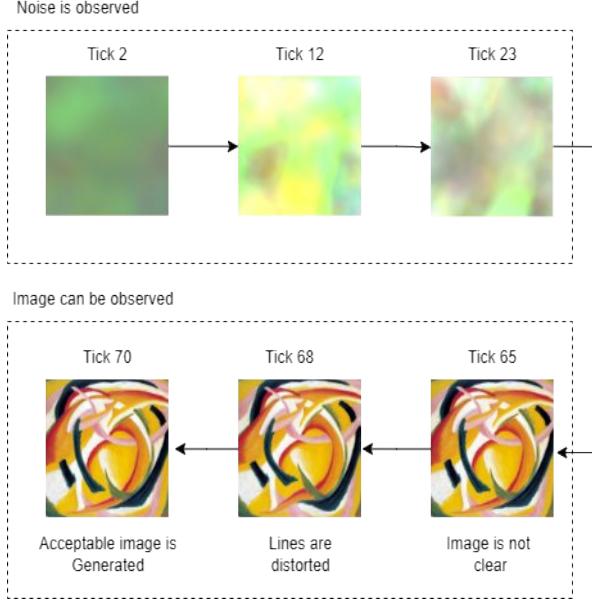 Noise is observed
Tick 2
Tick 12
Tick 23
Image can be observed
Tick 70
Tick 68
Tick 65
Acceptable image is
Generated
Lines are
distorted
Image is not
clear